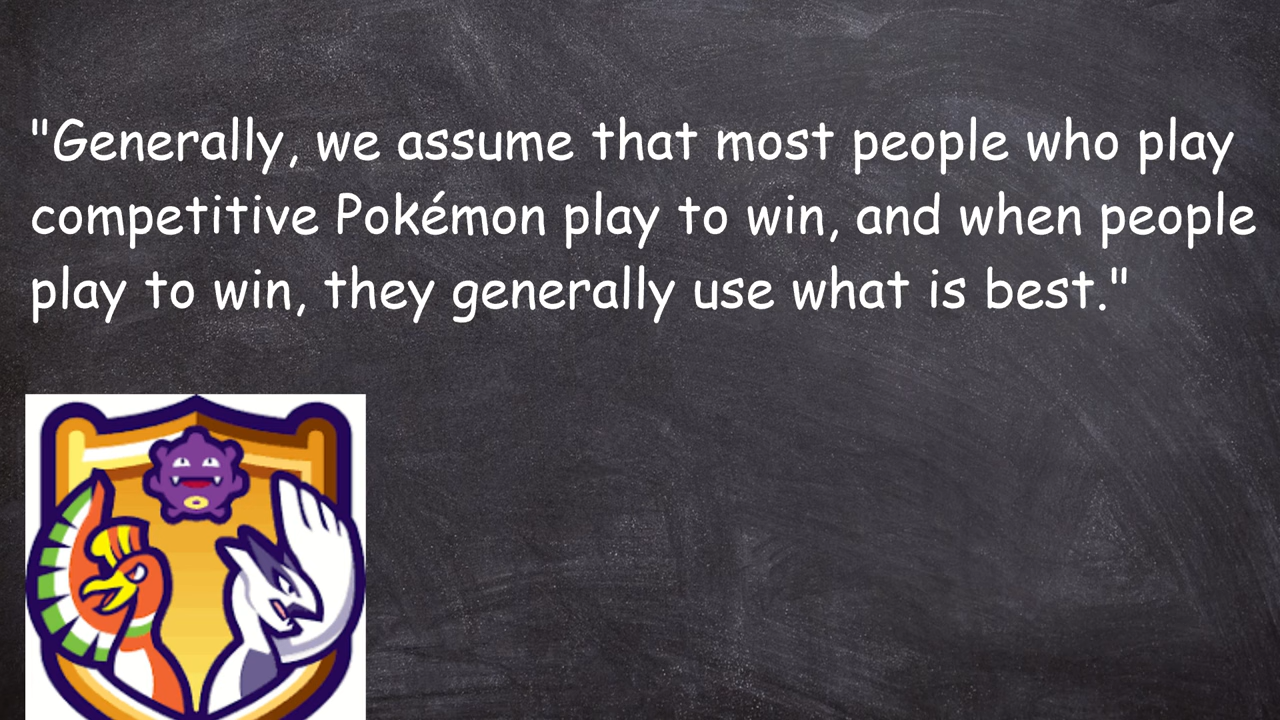 "Generally, we assume that most people who play
competitive Pokémon play to win, and when people
play to win, they generally use what is best."